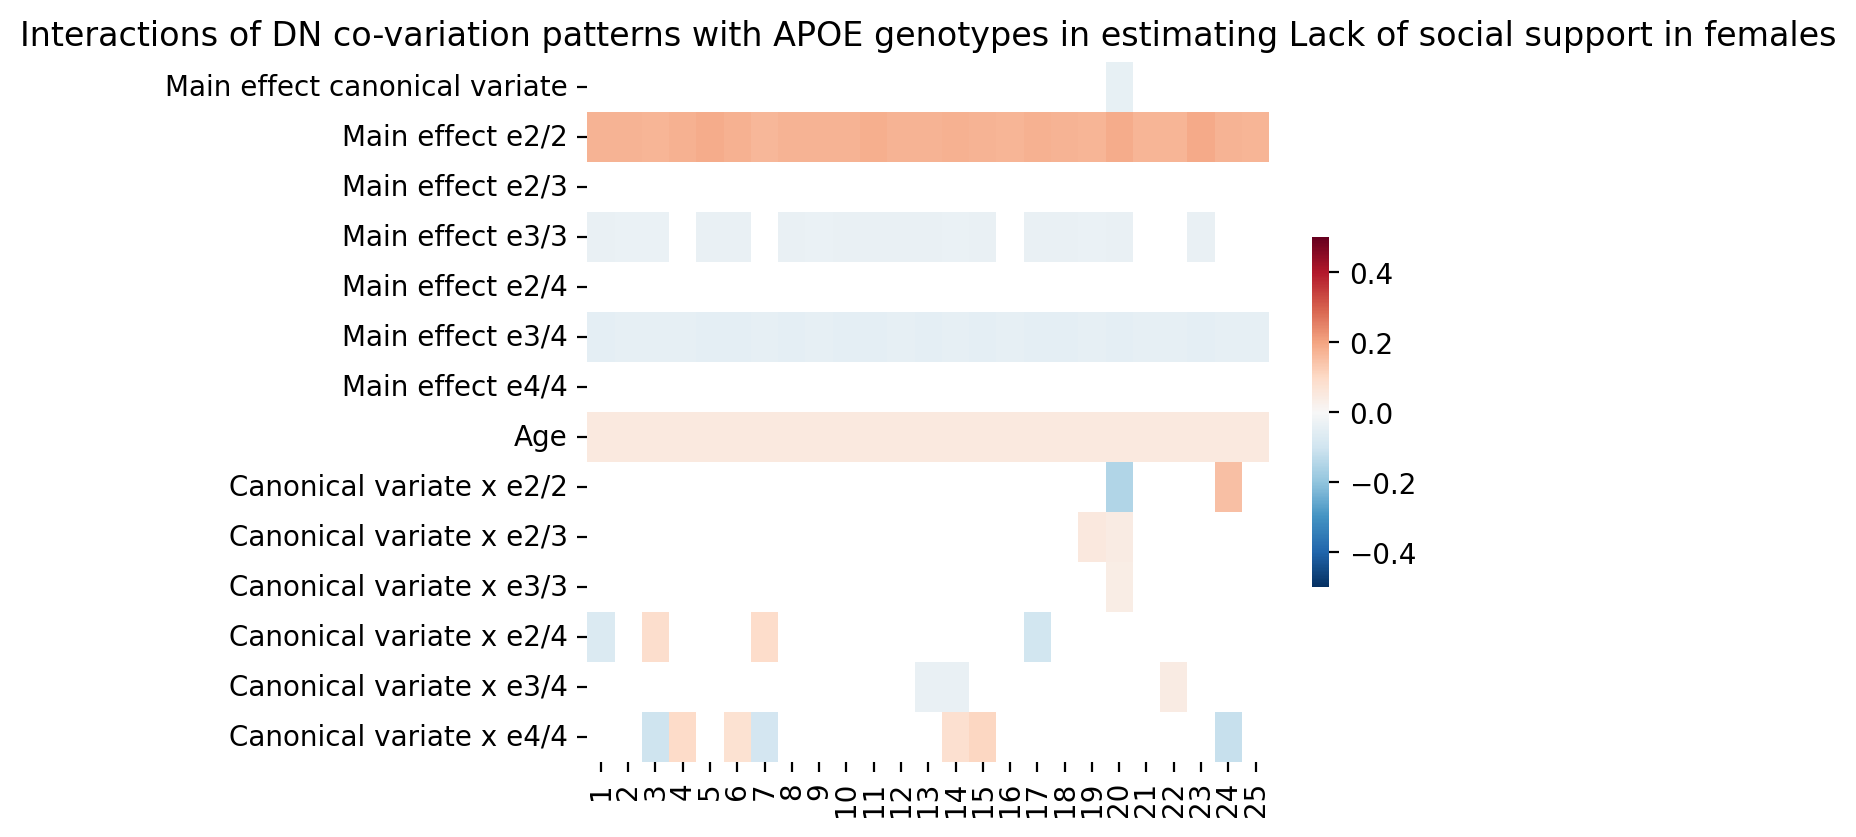 Interactions of DN co-variation patterns with APOE genotypes in estimating Lack of social support in females
Main effect canonical variate
Main effect e2/2
Main effect e2/3
Main effect e3/3
Main effect e2/4
Main effect e3/4
Main effect e4/4
Age
Canonical variate x e2/2
Canonical variate x e2/3
Canonical variate x e3/3
Canonical variate x e2/4
Canonical variate x e3/4
Canonical variate x e4/4
1 2 3 4 5 6 7 8 9 10 11 12 13 14 15 16 17 18 19 20 21 22 23 24 25
0.4
0.2
0.0
−0.2
−0.4